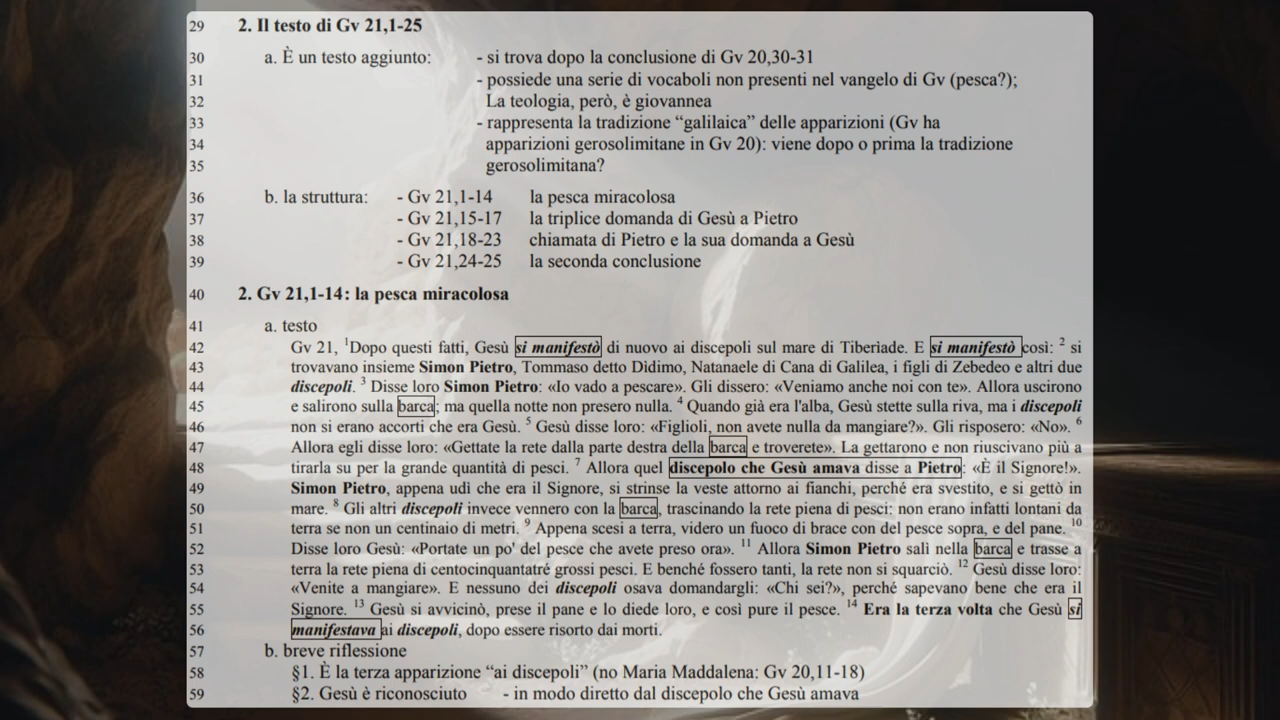 29 2. Il testo di Gv 21,1-25
30 a. È un testo aggiunto: - si trova dopo la conclusione di Gv 20,30-31
31 - possiede una serie di vocaboli non presenti nel vangelo di Gv (pesca?);
32 La teologia, però, è giovannea
33 - rappresenta la tradizione “galilaica” delle apparizioni (Gv ha
34 apparizioni gerosolimitane in Gv 20): viene dopo o prima la tradizione
35 gerosolimitana?
36 b. la struttura: - Gv 21,1-14 la pesca miracolosa
37 - Gv 21,15-17 la triplice domanda di Gesù a Pietro
38 - Gv 21,18-23 chiamata di Pietro e la sua domanda a Gesù
39 - Gv 21,24-25 la seconda conclusione
40 2. Gv 21,1-14: la pesca miracolosa
41 a. testo
42 Gv 21, 1Dopo questi fatti, Gesù si manifestò di nuovo ai discepoli sul mare di Tiberìade. E si manifestò così: 2 si
43 trovavano insieme Simon Pietro, Tommaso detto Dìdimo, Natanaele di Cana di Galilea, i figli di Zebedeo e altri due
44 discepoli. 3 Disse loro Simon Pietro: «Io vado a pescare». Gli dissero: «Veniamo anche noi con te». Allora uscirono
45 e salirono sulla barca; ma quella notte non presero nulla. 4 Quando già era l'alba, Gesù stette sulla riva, ma i discepoli
46 non si erano accorti che era Gesù. 5 Gesù disse loro: «Figlioli, non avete nulla da mangiare?». Gli risposero: «No». 6
47 Allora egli disse loro: «Gettate la rete dalla parte destra della barca e troverete». La gettarono e non riuscivano più a
48 tirarla su per la grande quantità di pesci. 7 Allora quel discepolo che Gesù amava disse a Pietro: «È il Signore!».
49 Simon Pietro, appena udì che era il Signore, si strinse la veste attorno ai fianchi, perché era svestito, e si gettò in
50 mare. 8 Gli altri discepoli invece vennero con la barca, trascinando la rete piena di pesci: non erano infatti lontani da
51 terra se non un centinaio di metri. 9 Appena scesi a terra, videro un fuoco di brace con del pesce sopra, e del pane. 10
52 Disse loro Gesù: «Portate un po' del pesce che avete preso ora». 11 Allora Simon Pietro salì nella barca e trasse a
53 terra la rete piena di centocinquantatré grossi pesci. E benché fossero tanti, la rete non si squarciò. 12 Gesù disse loro:
54 «Venite a mangiare». E nessuno dei discepoli osava domandargli: «Chi sei?», perché sapevano bene che era il
55 Signore. 13 Gesù si avvicinò, prese il pane e lo diede loro, e così pure il pesce. 14 Era la terza volta che Gesù si
56 manifestava ai discepoli, dopo essere risorto dai morti.
57 b. breve riflessione
58 §1. È la terza apparizione “ai discepoli” (no Maria Maddalena: Gv 20,11-18)
59 §2. Gesù è riconosciuto - in modo diretto dal discepolo che Gesù amava